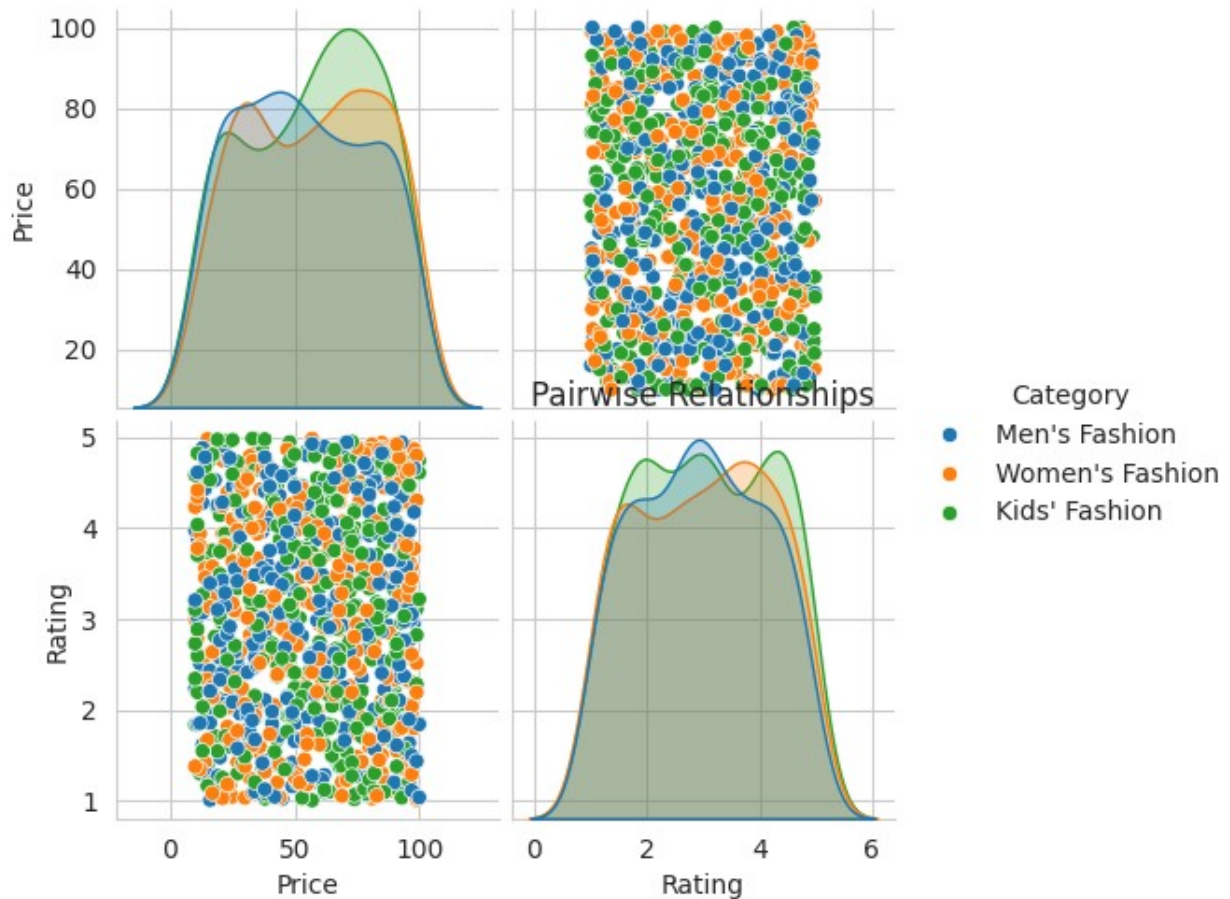 100
80
60
40
20
Price
Pairwise Relationships
Category
Men's Fashion
Women's Fashion
Kids' Fashion
5
4
3
2
1
Rating
0 50 100
Price
0 2 4 6
Rating